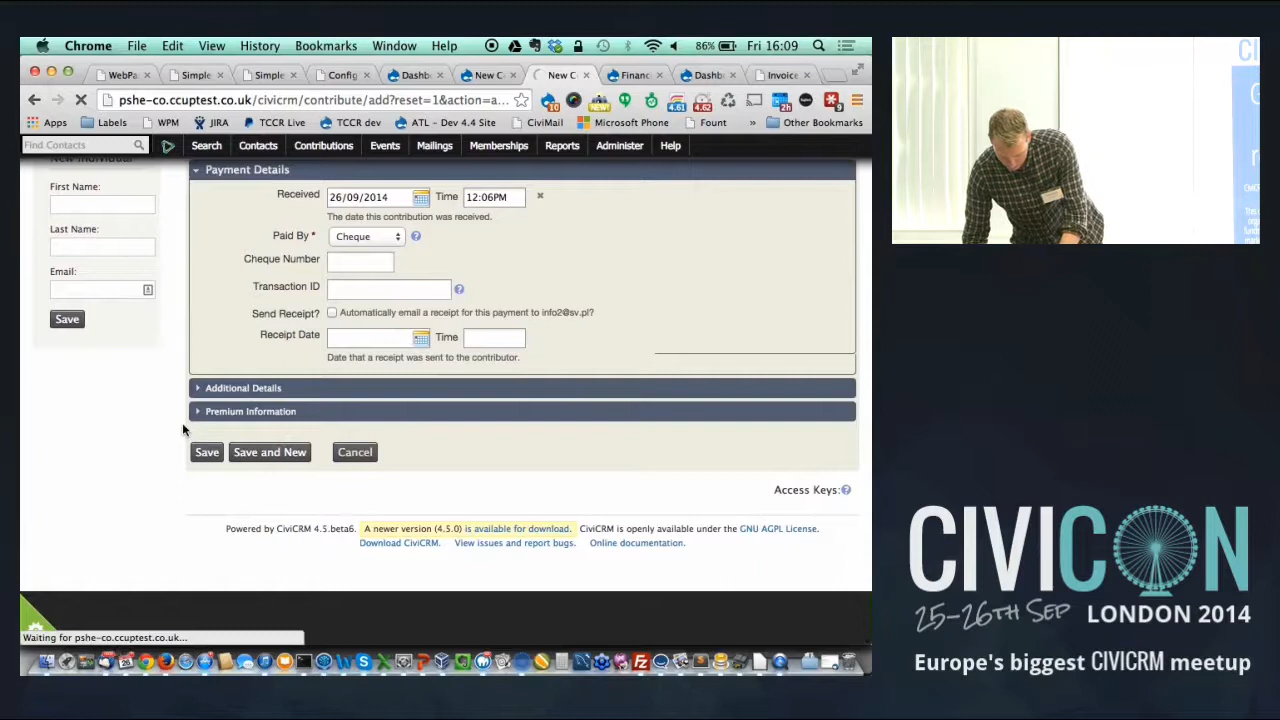 Chrome File Edit View History Bookmarks Window Help 86% Fri 16:09
WebPa Simple Simple Config Dashb New C New C Financ Dashb Invoice
pshe-co.ccuptest.co.uk/civicrm/contribute/add?reset=1&action=a...
Apps Labels WPM JIRA TCCR Live TCCR dev ATL - Dev 4.4 Site CiviMail Microsoft Phone Fount » Other Bookmarks
Find Contacts Search Contacts Contributions Events Mailings Memberships Reports Administer Help
New Individual
First Name:
Last Name:
Email:
Save
Payment Details
Received 26/09/2014 Time 12:06PM
The date this contribution was received.
Paid By * Cheque
Cheque Number
Transaction ID
Send Receipt? Automatically email a receipt for this payment to info2@sv.pl?
Receipt Date Time
Date that a receipt was sent to the contributor.
Additional Details
Premium Information
Save Save and New Cancel
Access Keys:
Powered by CiviCRM 4.5.beta6. A newer version (4.5.0) is available for download. CiviCRM is openly available under the GNU AGPL License.
Download CiviCRM. View issues and report bugs. Online documentation.
Waiting for pshe-co.ccuptest.co.uk...
CIVICON
25-26TH SEP LONDON 2014
Europe's biggest CIVICRM meetup